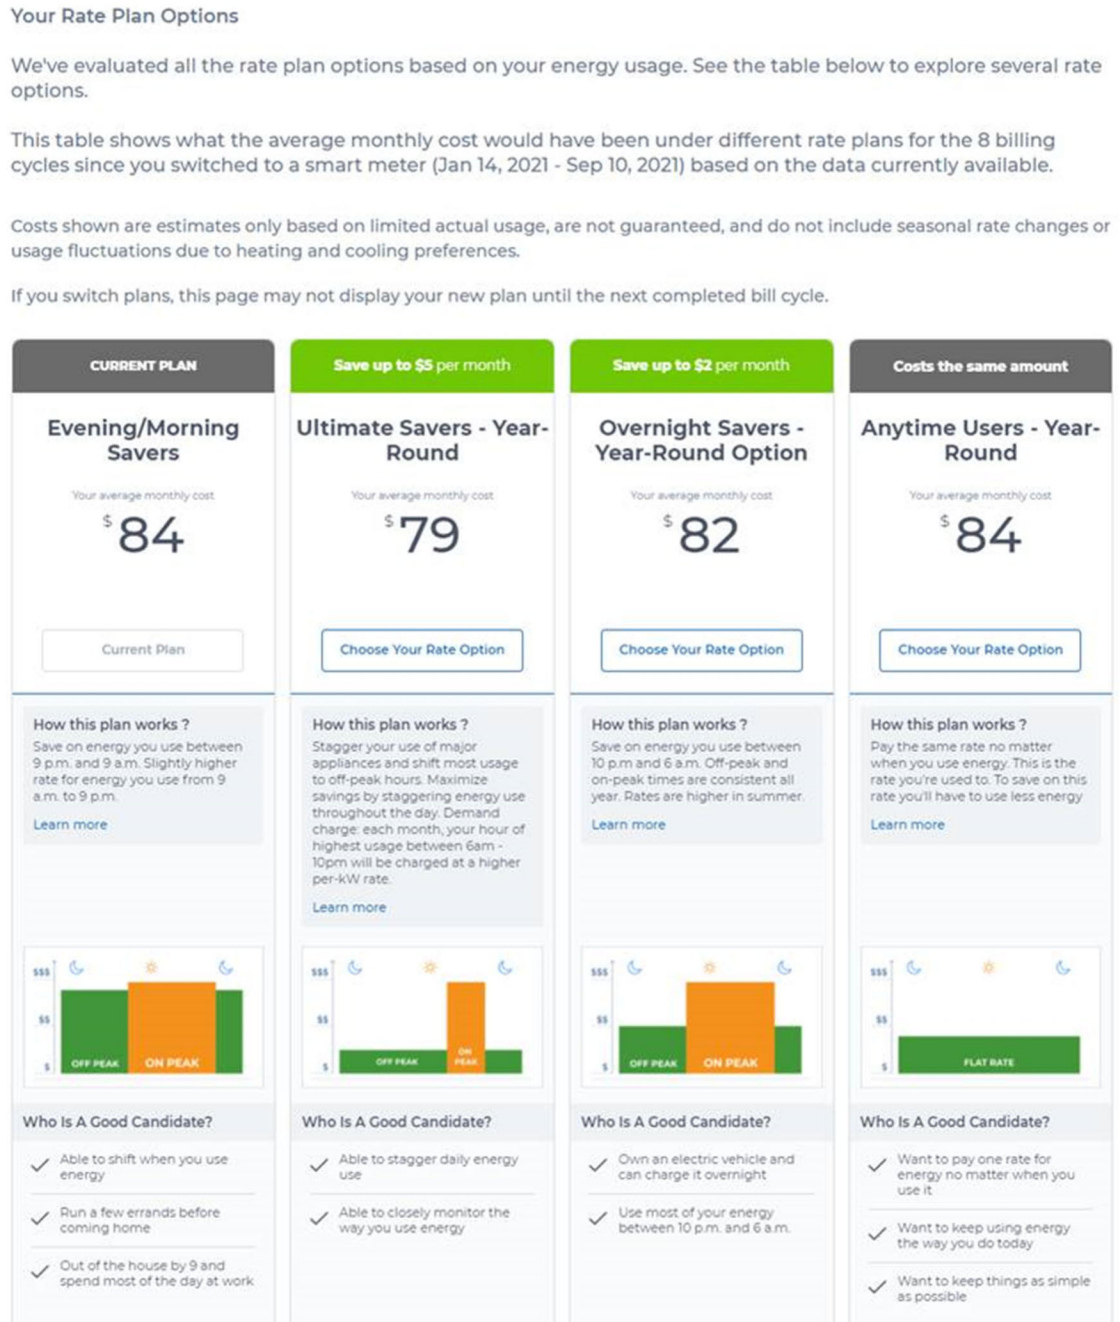 Your Rate Plan Options
We've evaluated all the rate plan options based on your energy usage. See the table below to explore several rate
options.
This table shows what the average monthly cost would have been under different rate plans for the 8 billing
cycles since you switched to a smart meter (Jan 14, 2021 - Sep 10, 2021) based on the data currently available.
Costs shown are estimates only based on limited actual usage, are not guaranteed, and do not include seasonal rate changes or
usage fluctuations due to heating and cooling preferences.
If you switch plans, this page may not display your new plan until the next completed bill cycle.
CURRENT PLAN
Evening/Morning
Savers
Your average monthly cost
$84
Current Plan
How this plan works ?
Save on energy you use between
9 p.m. and 9 a.m. Slightly higher
rate for energy you use from 9
a.m. to 9 p.m.
Learn more
$$$
$$
$
OFF PEAK
ON PEAK
Who Is A Good Candidate?
Able to shift when you use
energy
Run a few errands before
coming home
Out of the house by 9 and
spend most of the day at work
Save up to $5 per month
Ultimate Savers - Year-
Round
Your average monthly cost
$79
Choose Your Rate Option
How this plan works ?
Stagger your use of major
appliances and shift most usage
to off-peak hours. Maximize
savings by staggering energy use
throughout the day. Demand
charge: each month, your hour of
highest usage between 6am -
10pm will be charged at a higher
per-kW rate.
Learn more
$$$
$$
$
OFF PEAK
ON
PEAK
Who Is A Good Candidate?
Able to stagger daily energy
use
Able to closely monitor the
way you use energy
Save up to $2 per month
Overnight Savers -
Year-Round Option
Your average monthly cost
$82
Choose Your Rate Option
How this plan works ?
Save on energy you use between
10 p.m and 6 a.m. Off-peak and
on-peak times are consistent all
year. Rates are higher in summer.
Learn more
$$$
$$
$
OFF PEAK
ON PEAK
Who Is A Good Candidate?
Own an electric vehicle and
can charge it overnight
Use most of your energy
between 10 p.m. and 6 a.m.
Costs the same amount
Anytime Users - Year-
Round
Your average monthly cost
$84
Choose Your Rate Option
How this plan works ?
Pay the same rate no matter
when you use energy. This is the
rate you're used to. To save on this
rate you'll have to use less energy
Learn more
$$$
$$
$
FLAT RATE
Who Is A Good Candidate?
Want to pay one rate for
energy no matter when you
use it
Want to keep using energy
the way you do today
Want to keep things as simple
as possible